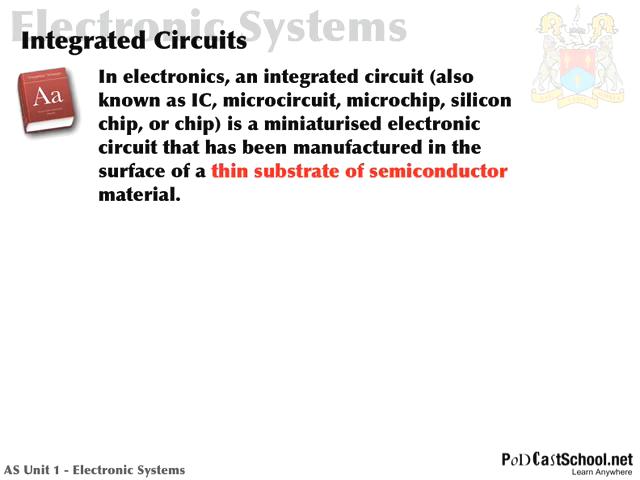 Electronic Systems
Integrated Circuits
In electronics, an integrated circuit (also
known as IC, microcircuit, microchip, silicon
chip, or chip) is a miniaturised electronic
circuit that has been manufactured in the
surface of a thin substrate of semiconductor
material.
Aa
AS Unit 1 - Electronic Systems
PoDCastSchool.net
Learn Anywhere